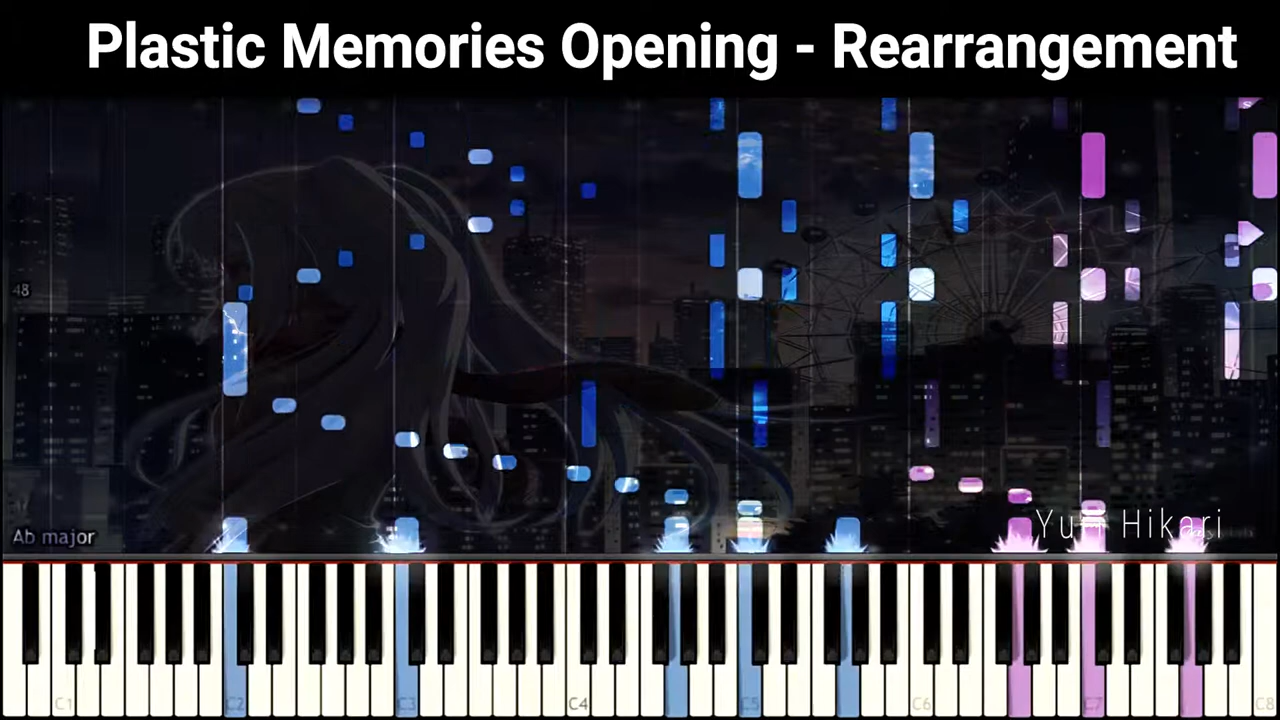 Plastic Memories Opening - Rearrangement
48
Ab major
Yuri Hikari
C1 C2 C3 C4 C5 C6 C7 C8